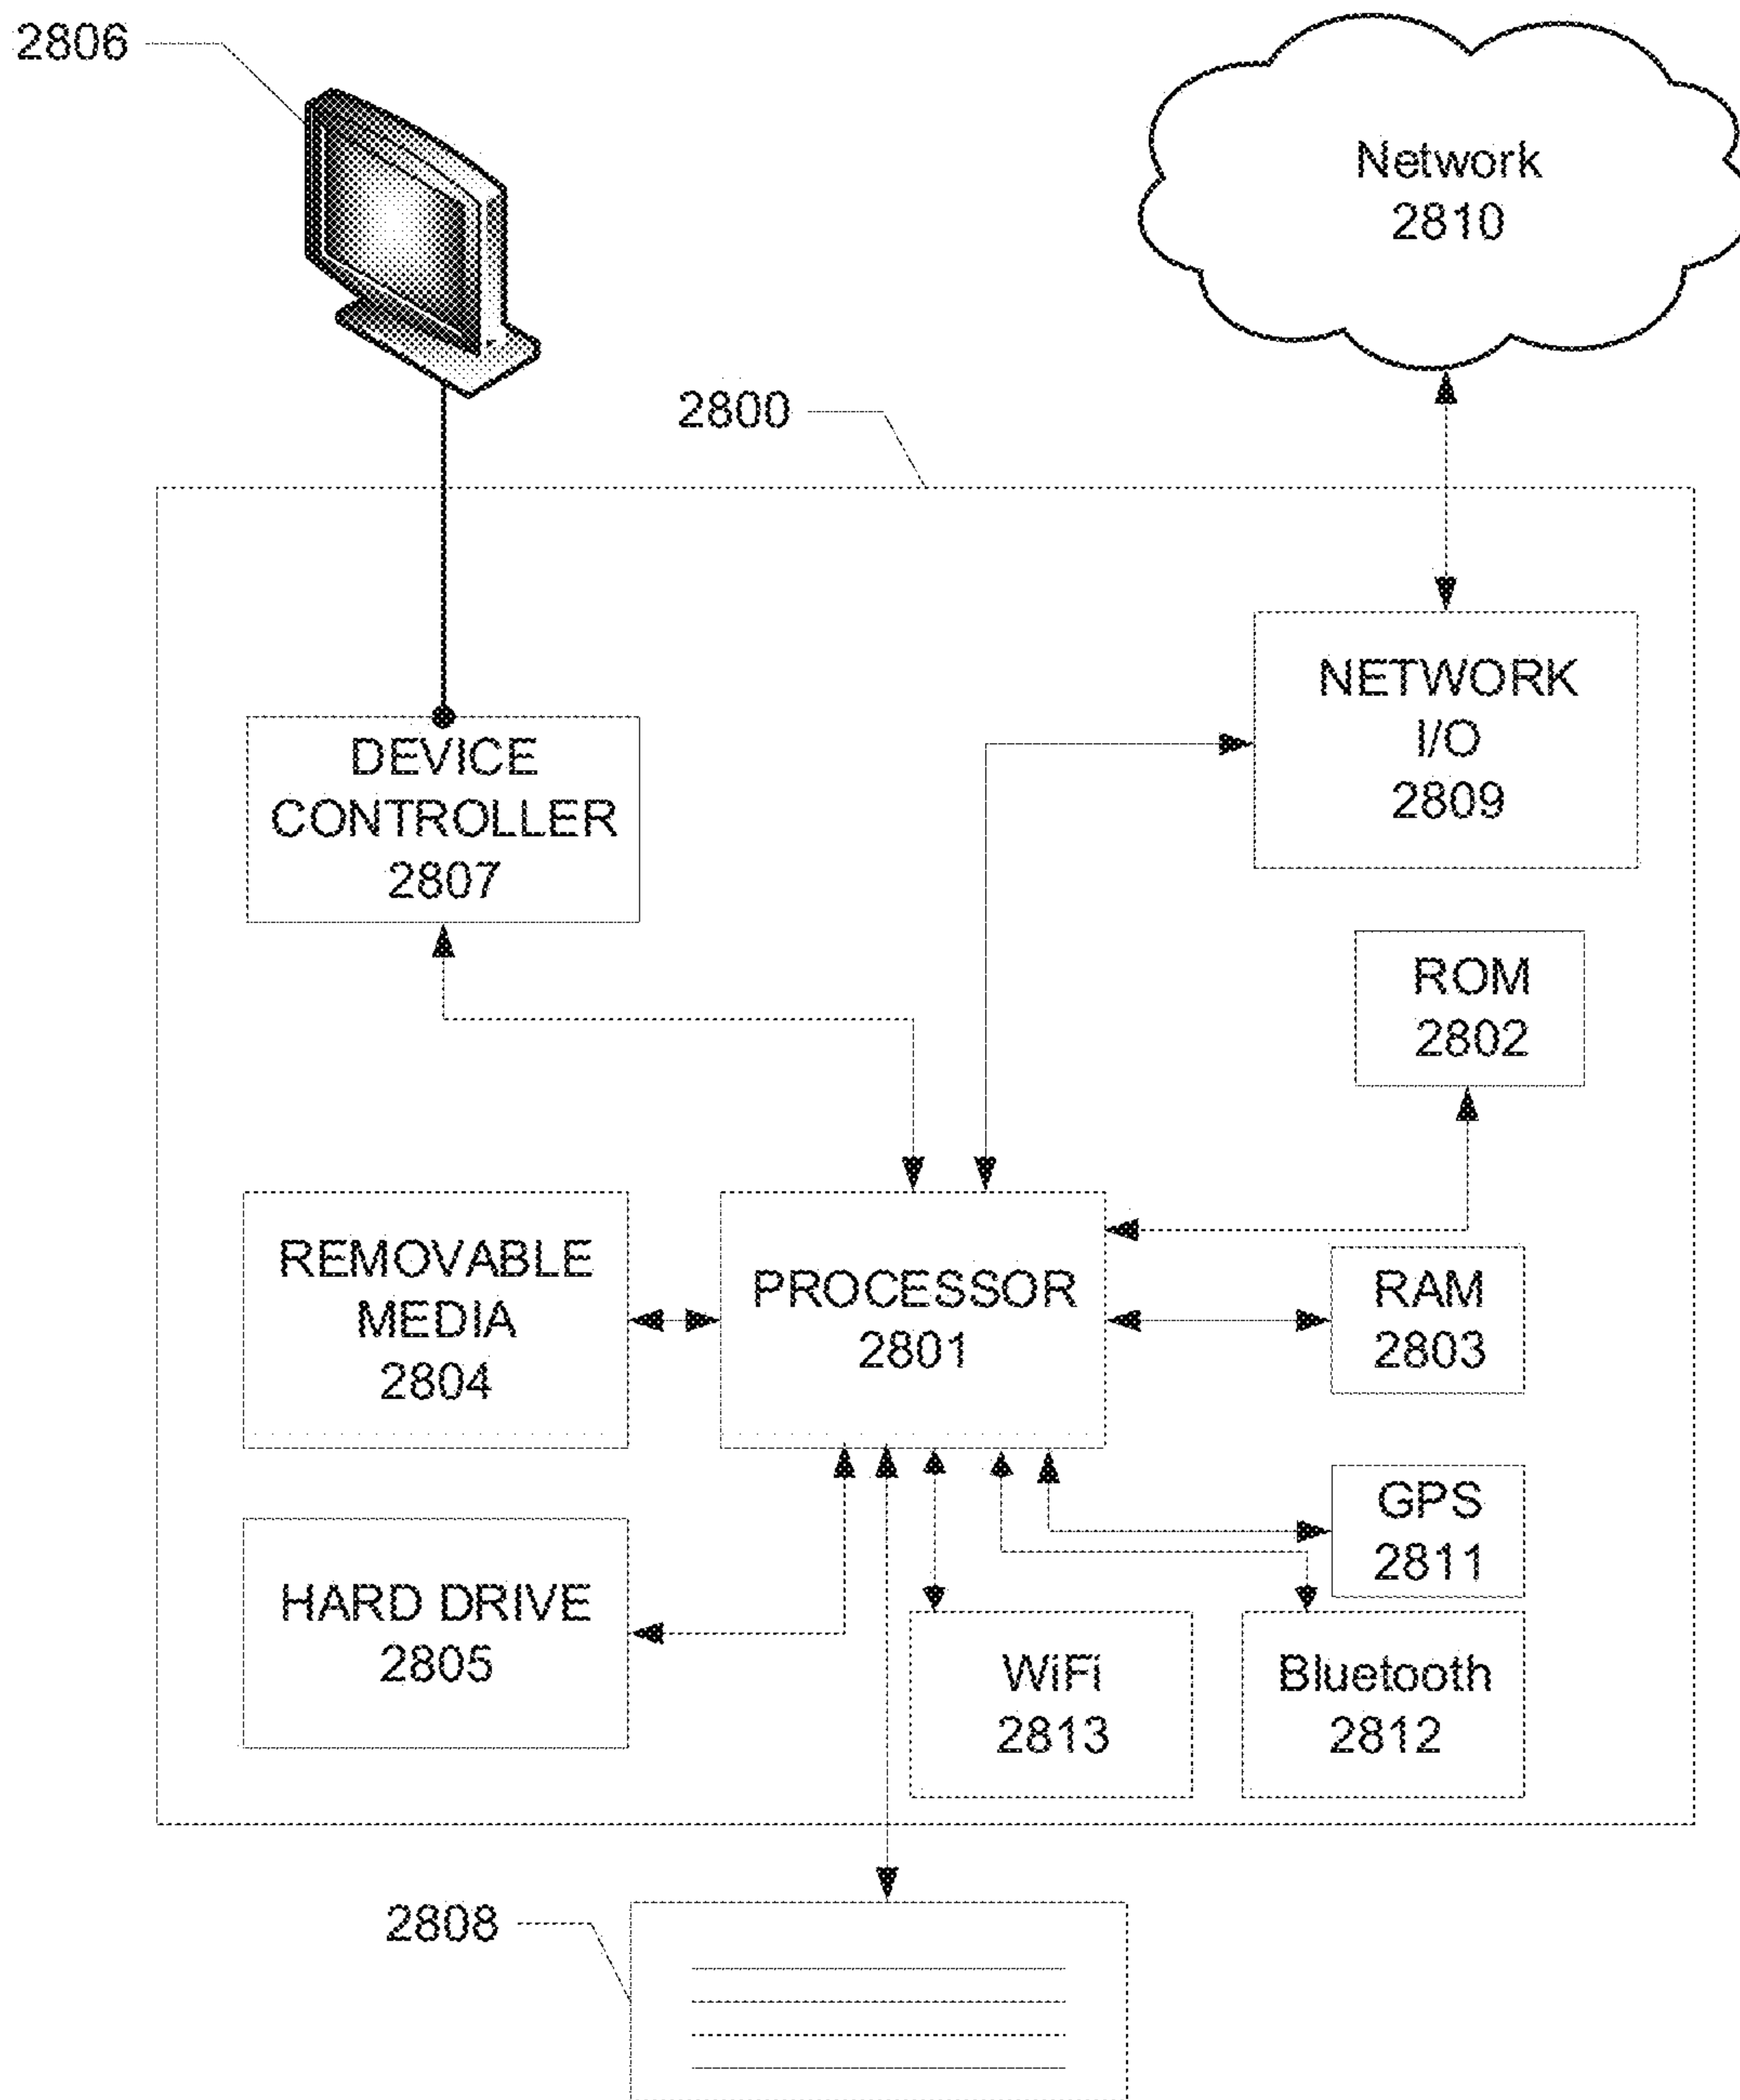 2806
Network
2810
2800
NETWORK
I/O
2809
DEVICE
CONTROLLER
2807
ROM
2802
REMOVABLE
MEDIA
2804
PROCESSOR
2801
RAM
2803
GPS
2811
HARD DRIVE
2805
WiFi
2813
Bluetooth
2812
2808